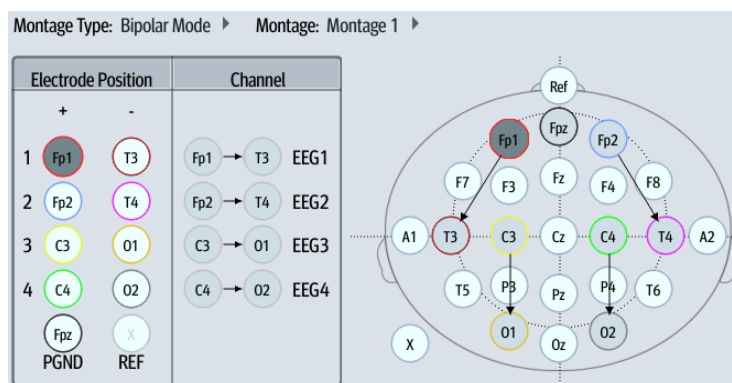 Montage Type: Bipolar Mode Montage: Montage 1
Electrode Position Channel
+ -
1 Fp1 T3 Fp1 T3 EEG1
2 Fp2 T4 Fp2 T4 EEG2
3 C3 O1 C3 O1 EEG3
4 C4 O2 C4 O2 EEG4
Fpz X
PGND REF
Ref
Fp1 Fpz Fp2
F7 F3 Fz F4 F8
A1 T3 C3 Cz C4 T4 A2
T5 P3 Pz P4 T6
X O1 Oz O2